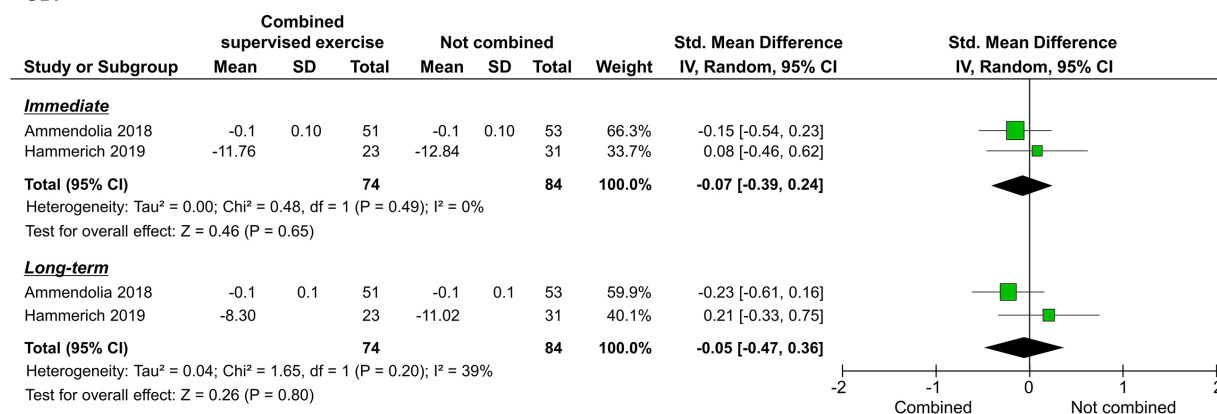 Combined
supervised exercise Not combined Std. Mean Difference Std. Mean Difference
Study or Subgroup Mean SD Total Mean SD Total Weight IV, Random, 95% CI IV, Random, 95% CI
Immediate
Ammendolia 2018 -0.1 0.10 51 -0.1 0.10 53 66.3% -0.15 [-0.54, 0.23]
Hammerich 2019 -11.76 23 -12.84 31 33.7% 0.08 [-0.46, 0.62]
Total (95% CI) 74 84 100.0% -0.07 [-0.39, 0.24]
Heterogeneity: Tau² = 0.00; Chi² = 0.48, df = 1 (P = 0.49); I² = 0%
Test for overall effect: Z = 0.46 (P = 0.65)
Long-term
Ammendolia 2018 -0.1 0.1 51 -0.1 0.1 53 59.9% -0.23 [-0.61, 0.16]
Hammerich 2019 -8.30 23 -11.02 31 40.1% 0.21 [-0.33, 0.75]
Total (95% CI) 74 84 100.0% -0.05 [-0.47, 0.36]
Heterogeneity: Tau² = 0.04; Chi² = 1.65, df = 1 (P = 0.20); I² = 39%
Test for overall effect: Z = 0.26 (P = 0.80)
-2 -1 0 1 2
Combined Not combined